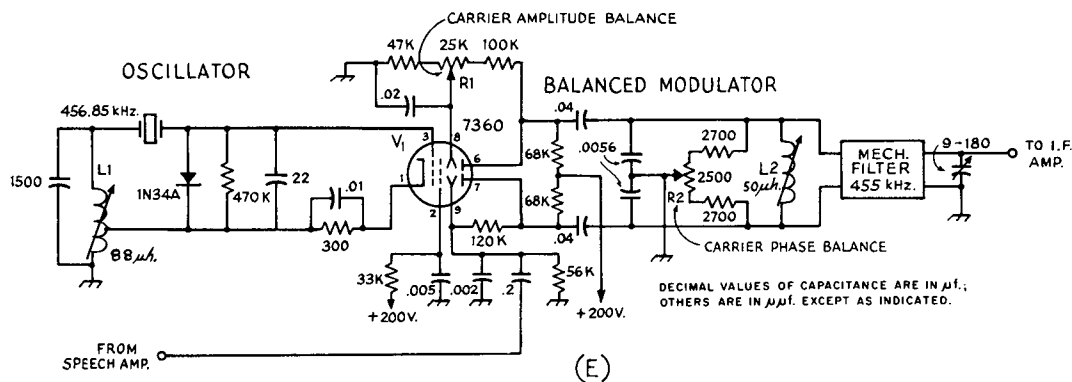 CARRIER AMPLITUDE BALANCE
47K
25K
100K
OSCILLATOR
R1
BALANCED MODULATOR
.02
456.85 kHz.
7360
.04
V1
3
8
6
7
1
2
9
68K
68K
.0056
2700
2500
2700
R2
L2
50µh.
MECH.
FILTER
455 kHz.
9-180
TO I.F.
AMP.
1500
L1
1N34A
470K
22
.01
300
88µh.
120K
.04
CARRIER PHASE BALANCE
33K
.005
.002
.2
56K
+200V.
+200V.
DECIMAL VALUES OF CAPACITANCE ARE IN µf.;
OTHERS ARE IN µµf. EXCEPT AS INDICATED.
FROM
SPEECH AMP.
(E)